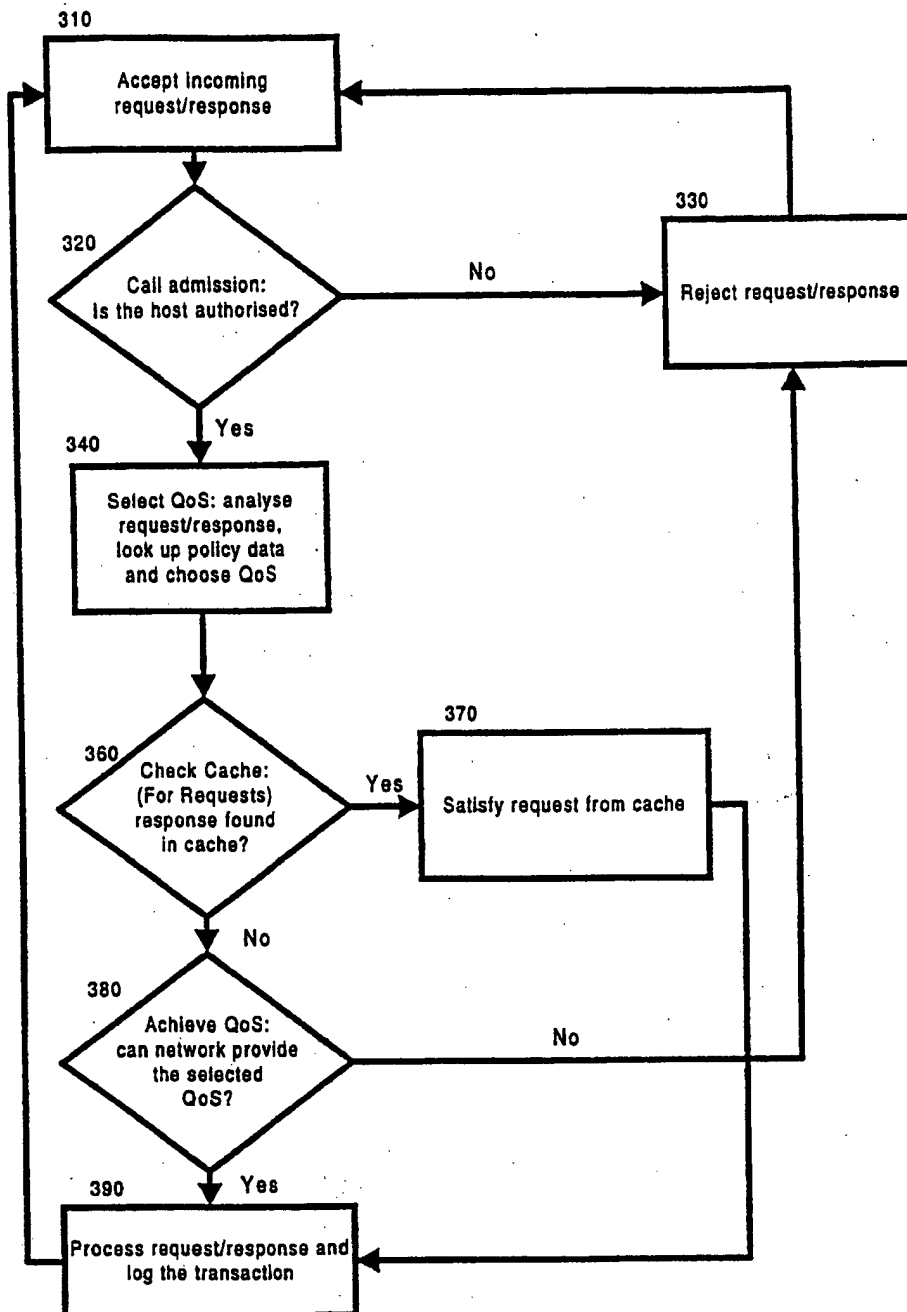 310
Accept incoming
request/response
320
Call admission:
Is the host authorised?
No
330
Reject request/response
Yes
340
Select QoS: analyse
request/response,
look up policy data
and choose QoS
360
Check Cache:
(For Requests)
response found
in cache?
Yes
370
Satisfy request from cache
No
380
Achieve QoS:
can network provide
the selected
QoS?
No
Yes
390
Process request/response and
log the transaction